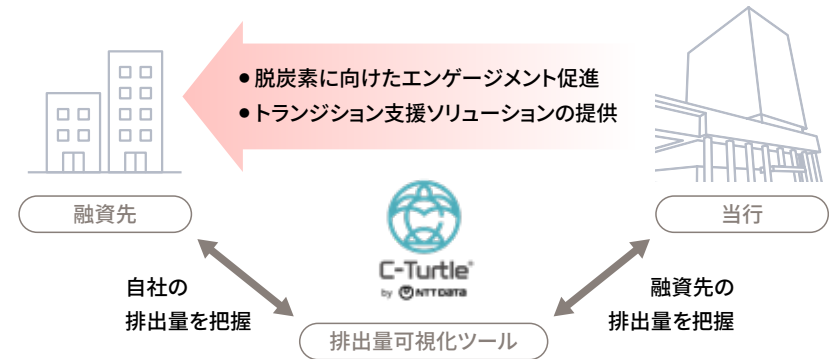 ● 脱炭素に向けたエンゲージメント促進
● トランジション支援ソリューションの提供
融資先
当行
C-Turtle®
by NTT DATA
自社の
排出量を把握
融資先の
排出量を把握
排出量可視化ツール